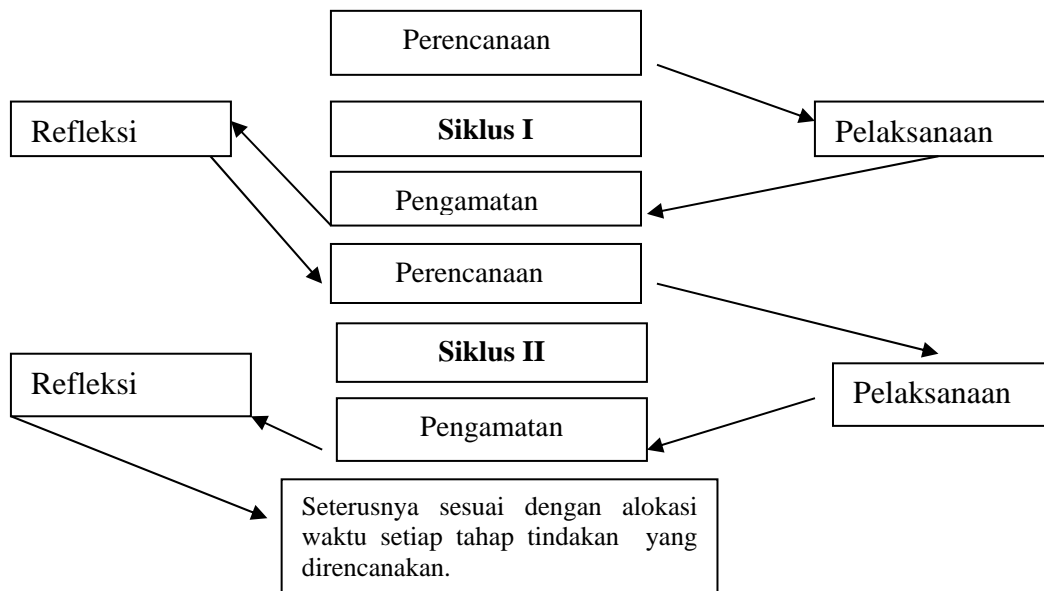 Perencanaan
Refleksi
Siklus I
Pelaksanaan
Pengamatan
Perencanaan
Siklus II
Refleksi
Pelaksanaan
Pengamatan
Seterusnya sesuai dengan alokasi
waktu setiap tahap tindakan yang
direncanakan.